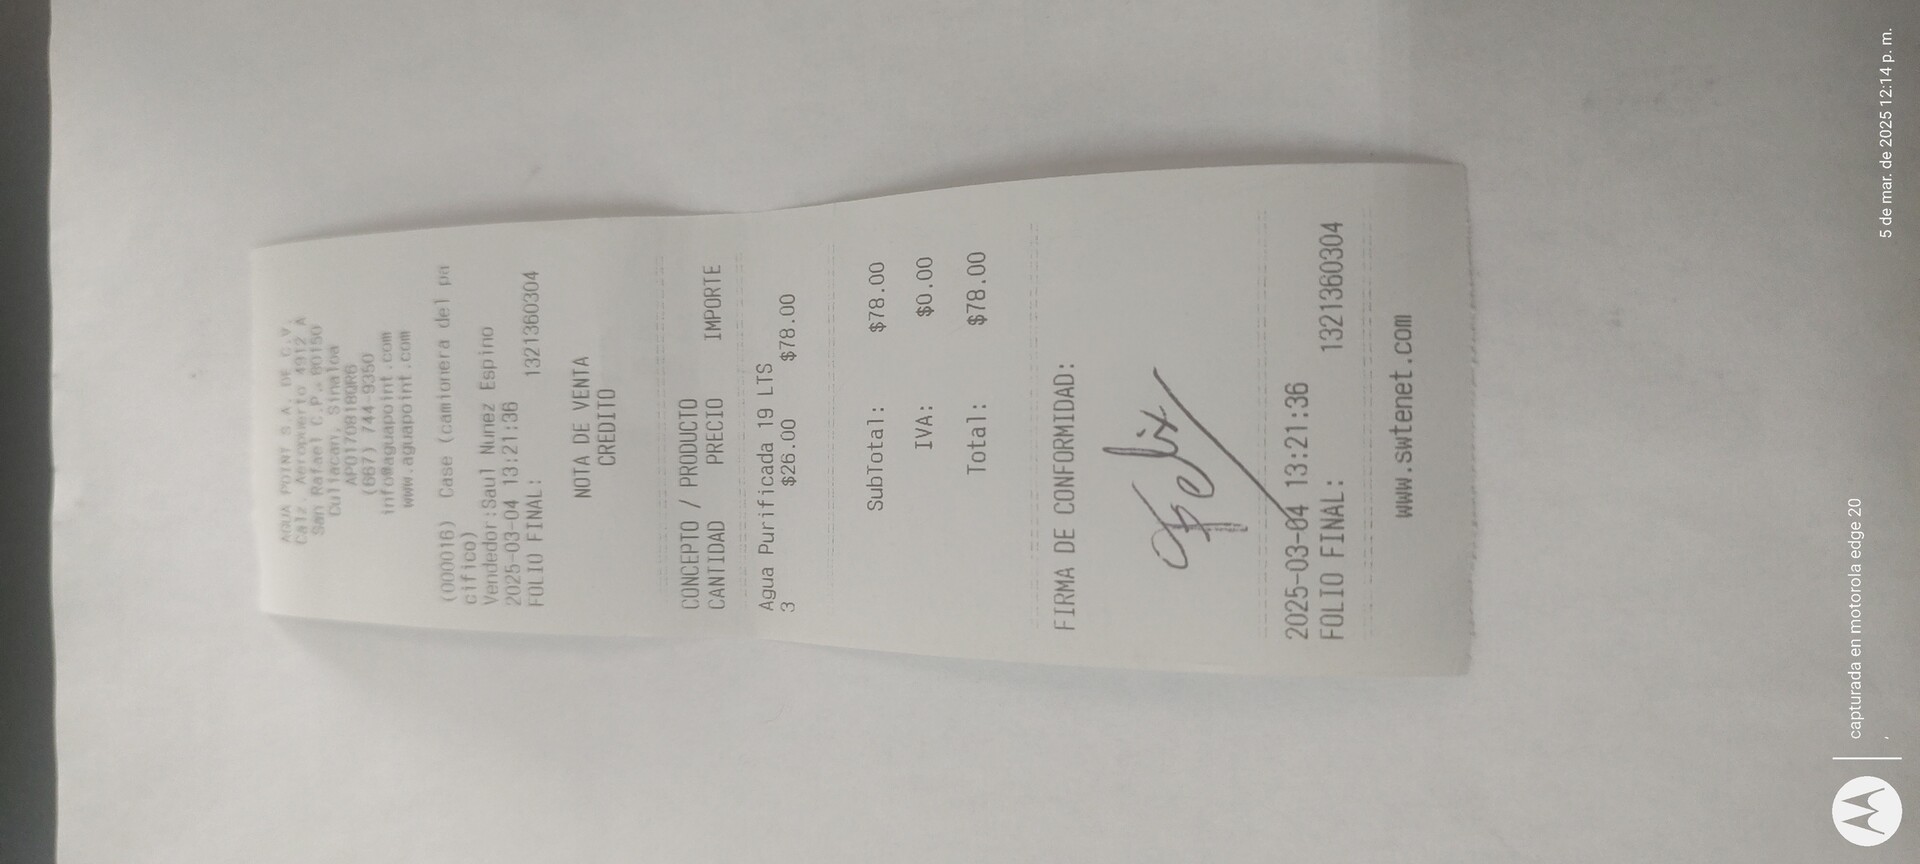 AGUA POINT S.A. DE C.V.
Calz. Aeropuerto 4912 A
San Rafael C.P. 80150
Culiacan, Sinaloa
(667) 744-9350
info@aguapoint.com
www.aguapoint.com
(000016) Case (camionera del pa
cifico)
Vendedor:Saul Nunez Espino
2025-03-04 13:21:36
FOLIO FINAL: 1321360304
NOTA DE VENTA
CREDITO
CONCEPTO / PRODUCTO
CANTIDAD PRECIO IMPORTE
Agua Purificada 19 LTS
3 $26.00 $78.00
SubTotal: $78.00
IVA: $0.00
Total: $78.00
FIRMA DE CONFORMIDAD:
Felix
2025-03-04 13:21:36
FOLIO FINAL: 1321360304
www.swtenet.com
capturada en motorola edge 20
5 de mar. de 2025 12:14 p. m.